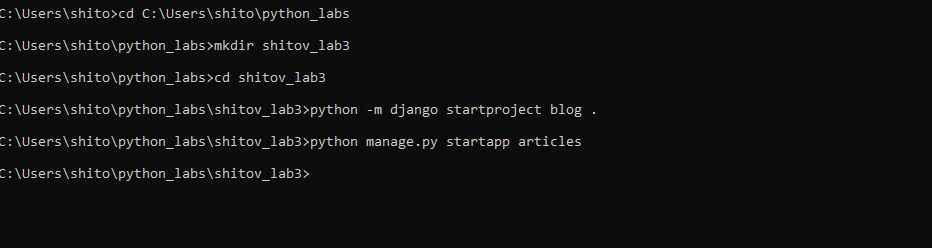 C:\Users\shito>cd C:\Users\shito\python_labs
C:\Users\shito\python_labs>mkdir shitov_lab3
C:\Users\shito\python_labs>cd shitov_lab3
C:\Users\shito\python_labs\shitov_lab3>python -m django startproject blog .
C:\Users\shito\python_labs\shitov_lab3>python manage.py startapp articles
C:\Users\shito\python_labs\shitov_lab3>